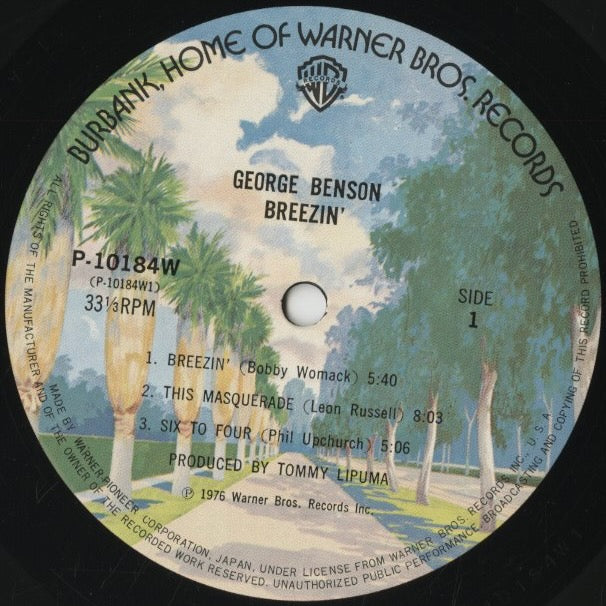 BURBANK, HOME OF WARNER BROS. RECORDS
WB
RECORDS
GEORGE BENSON
BREEZIN'
P-10184W
(P-10184W1)
33⅓RPM
SIDE
1
1. BREEZIN' (Bobby Womack) 5:40
2. THIS MASQUERADE (Leon Russell) 8:03
3. SIX TO FOUR (Phil Upchurch) 5:06
PRODUCED BY TOMMY LIPUMA
Ⓟ 1976 Warner Bros. Records Inc.
MADE BY WARNER-PIONEER CORPORATION, JAPAN, UNDER LICENSE FROM WARNER BROS. RECORDS INC., U.S.A.
ALL RIGHTS OF THE MANUFACTURER AND OF THE OWNER OF THE RECORDED WORK RESERVED. UNAUTHORIZED PUBLIC PERFORMANCE, BROADCASTING AND COPYING OF THIS RECORD PROHIBITED